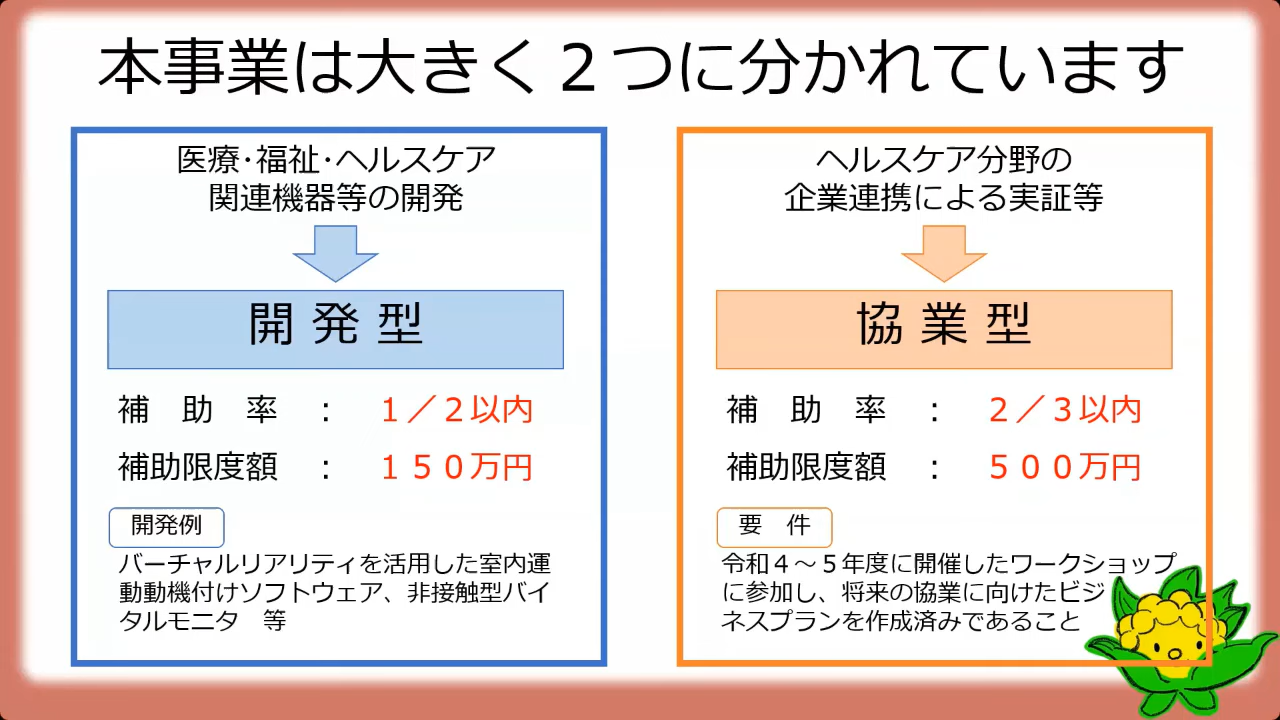 本事業は大きく２つに分かれています
医療・福祉・ヘルスケア
関連機器等の開発
開発型
補助率：１／２以内
補助限度額：１５０万円
開発例
バーチャルリアリティを活用した室内運
動動機付けソフトウェア、非接触型バイ
タルモニタ　等
ヘルスケア分野の
企業連携による実証等
協業型
補助率：２／３以内
補助限度額：５００万円
要件
令和４～５年度に開催したワークショップ
に参加し、将来の協業に向けたビジ
ネスプランを作成済みであること